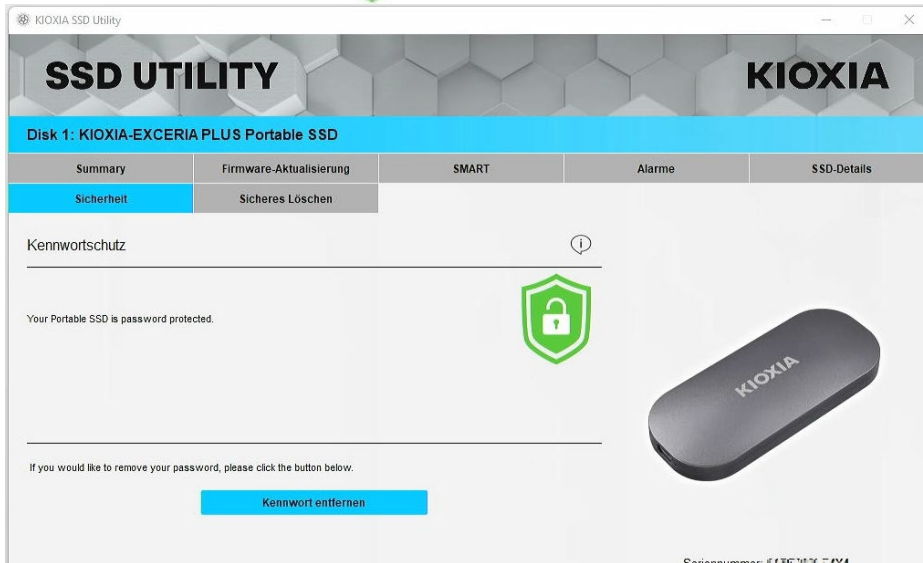 KIOXIA SSD Utility
SSD UTILITY
KIOXIA
Disk 1: KIOXIA-EXCERIA PLUS Portable SSD
Summary Firmware-Aktualisierung SMART Alarme SSD-Details
Sicherheit Sicheres Löschen
Kennwortschutz
Your Portable SSD is password protected.
KIOXIA
If you would like to remove your password, please click the button below.
Kennwort entfernen
Seriennummer: